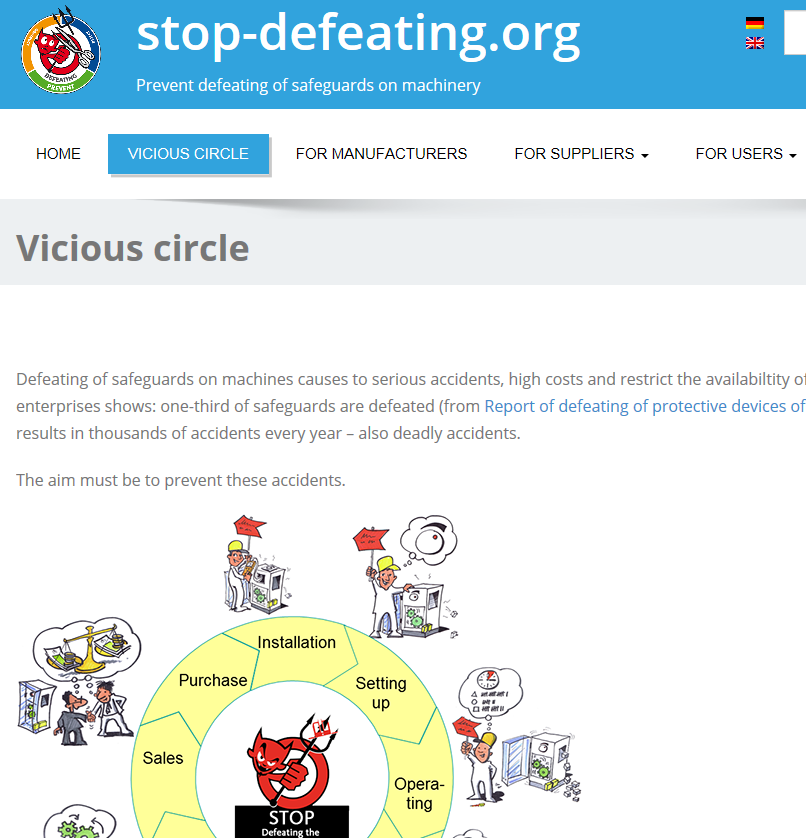 stop-defeating.org
Prevent defeating of safeguards on machinery
DEFEATING
PREVENT
HOME
VICIOUS CIRCLE
FOR MANUFACTURERS
FOR SUPPLIERS
FOR USERS
Vicious circle
Defeating of safeguards on machines causes to serious accidents, high costs and restrict the availabiltity of
enterprises shows: one-third of safeguards are defeated (from Report of defeating of protective devices of
results in thousands of accidents every year – also deadly accidents.
The aim must be to prevent these accidents.
Installation
Purchase
Setting
up
Sales
Opera-
ting
STOP
Defeating the